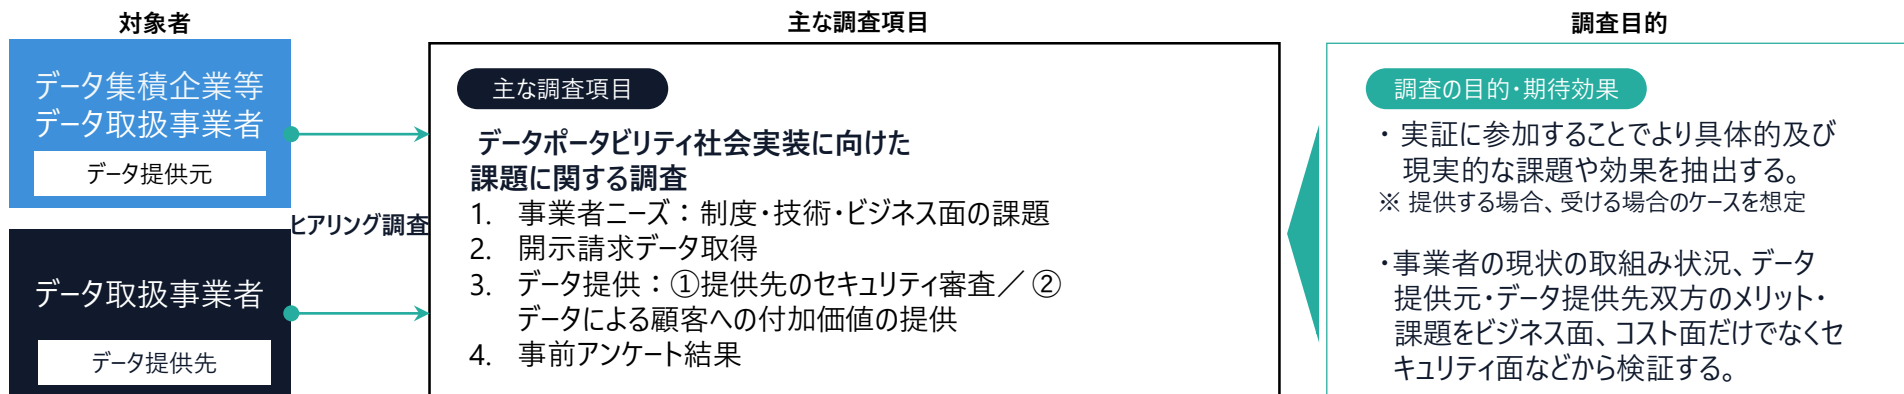 対象者
データ集積企業等
データ取扱事業者
データ提供元
データ取扱事業者
データ提供先
ヒアリング調査
主な調査項目
主な調査項目
データポータビリティ社会実装に向けた
課題に関する調査
1. 事業者ニーズ：制度・技術・ビジネス面の課題
2. 開示請求データ取得
3. データ提供：①提供先のセキュリティ審査／②
データによる顧客への付加価値の提供
4. 事前アンケート結果
調査目的
調査の目的・期待効果
・実証に参加することでより具体的及び
現実的な課題や効果を抽出する。
※ 提供する場合、受ける場合のケースを想定
・事業者の現状の取組み状況、データ
提供元・データ提供先双方のメリット・
課題をビジネス面、コスト面だけでなくセ
キュリティ面などから検証する。